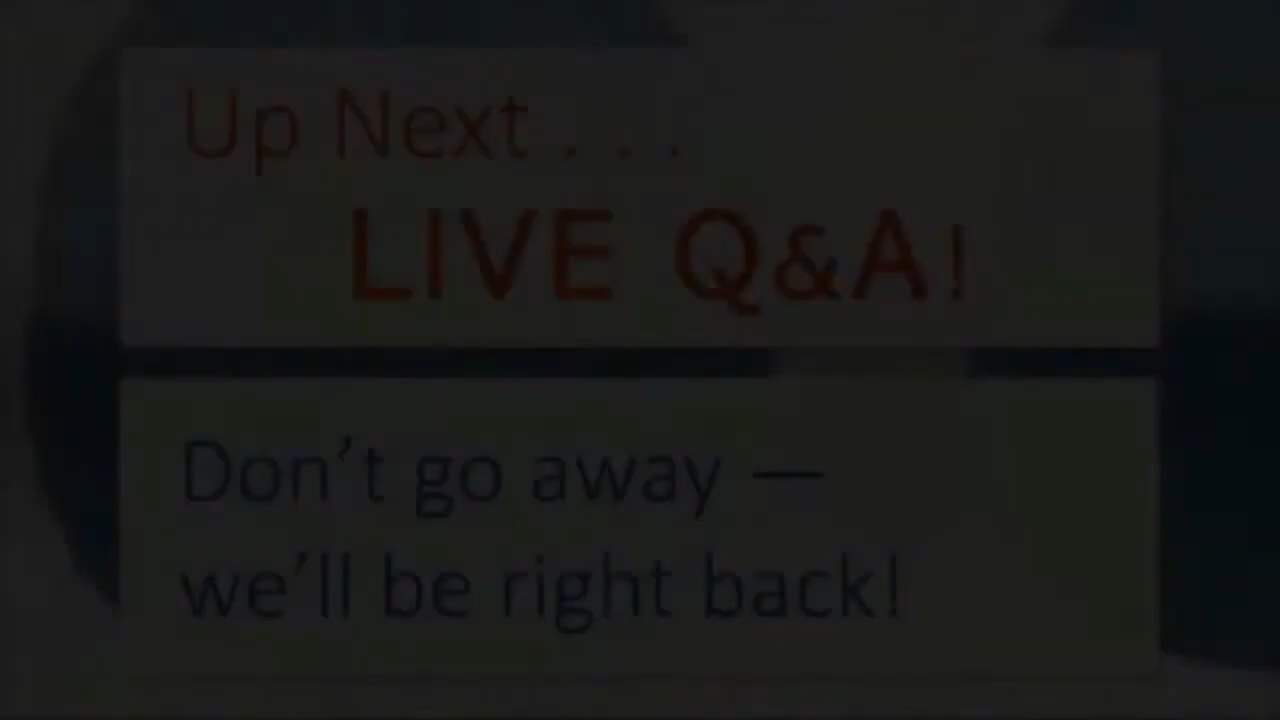 Up Next . . .
LIVE Q&A!
Don’t go away —
we’ll be right back!